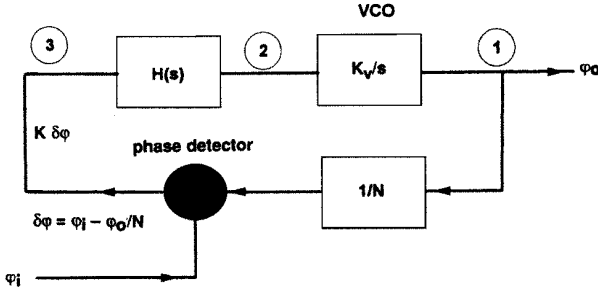 VCO
3
2
1
H(s)
Kv/s
φo
K δφ
phase detector
1/N
δφ = φi − φo/N
φi